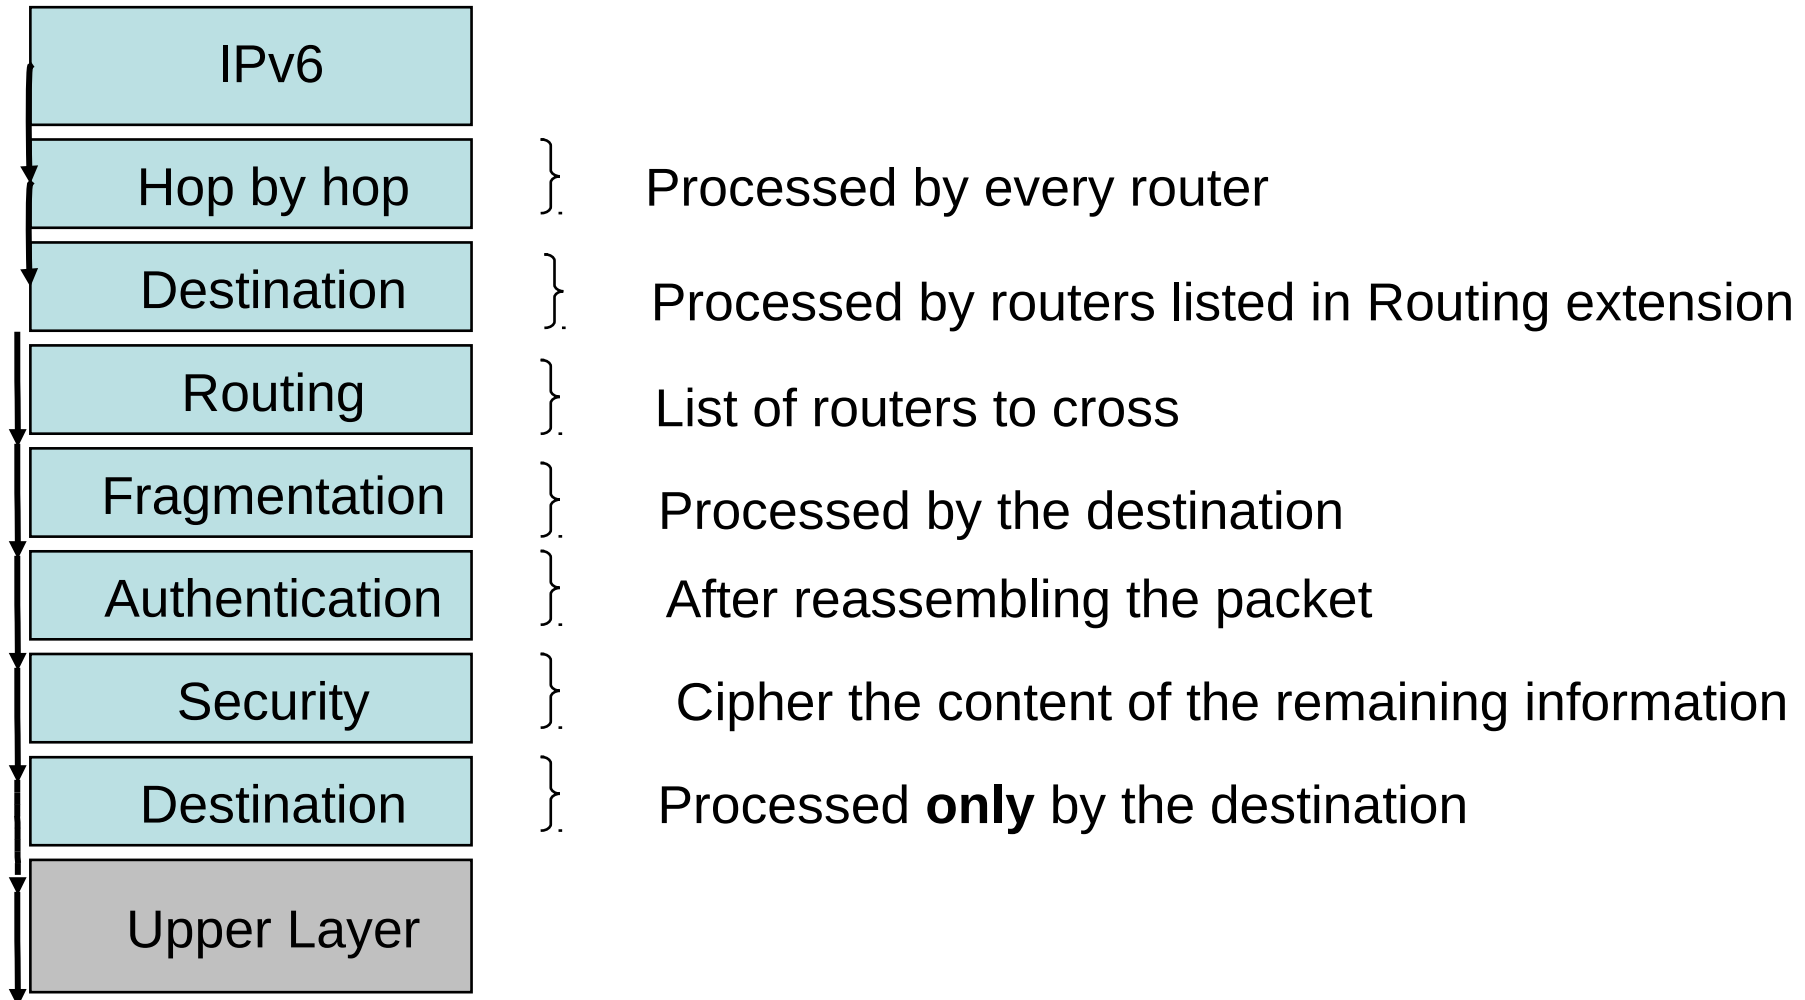 IPv6
Hop by hop
Processed by every router
Destination
Processed by routers listed in Routing extension
Routing
List of routers to cross
Fragmentation
Processed by the destination
Authentication
After reassembling the packet
Security
Cipher the content of the remaining information
Destination
Processed only by the destination
Upper Layer